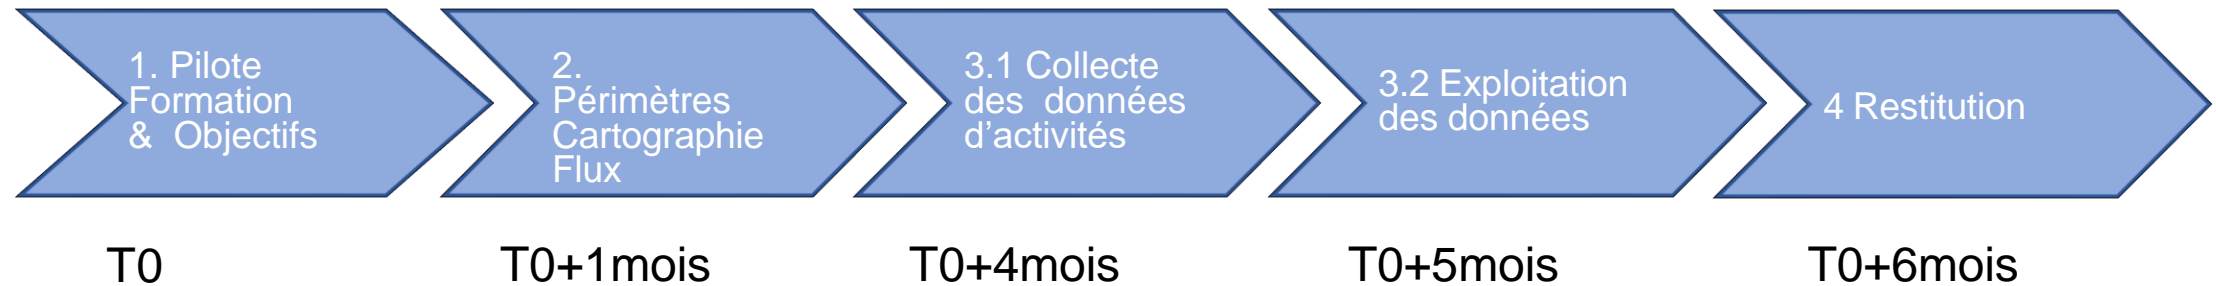 1. Pilote
Formation
& Objectifs
2.
Périmètres
Cartographie
Flux
3.1 Collecte
des données
d’activités
3.2 Exploitation
des données
4 Restitution
T0
T0+1mois
T0+4mois
T0+5mois
T0+6mois